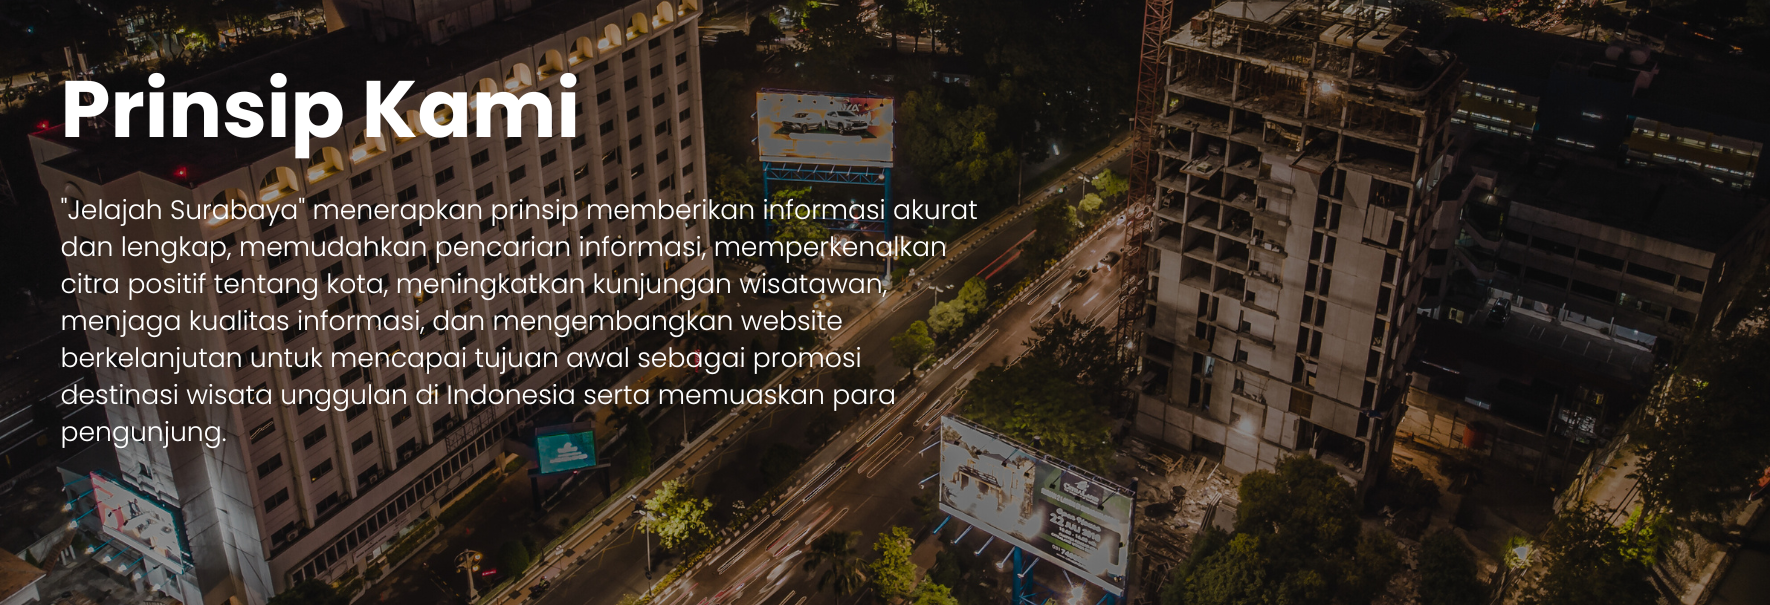 Prinsip Kami
"Jelajah Surabaya" menerapkan prinsip memberikan informasi akurat
dan lengkap, memudahkan pencarian informasi, memperkenalkan
citra positif tentang kota, meningkatkan kunjungan wisatawan,
menjaga kualitas informasi, dan mengembangkan website
berkelanjutan untuk mencapai tujuan awal sebagai promosi
destinasi wisata unggulan di Indonesia serta memuaskan para
pengunjung.